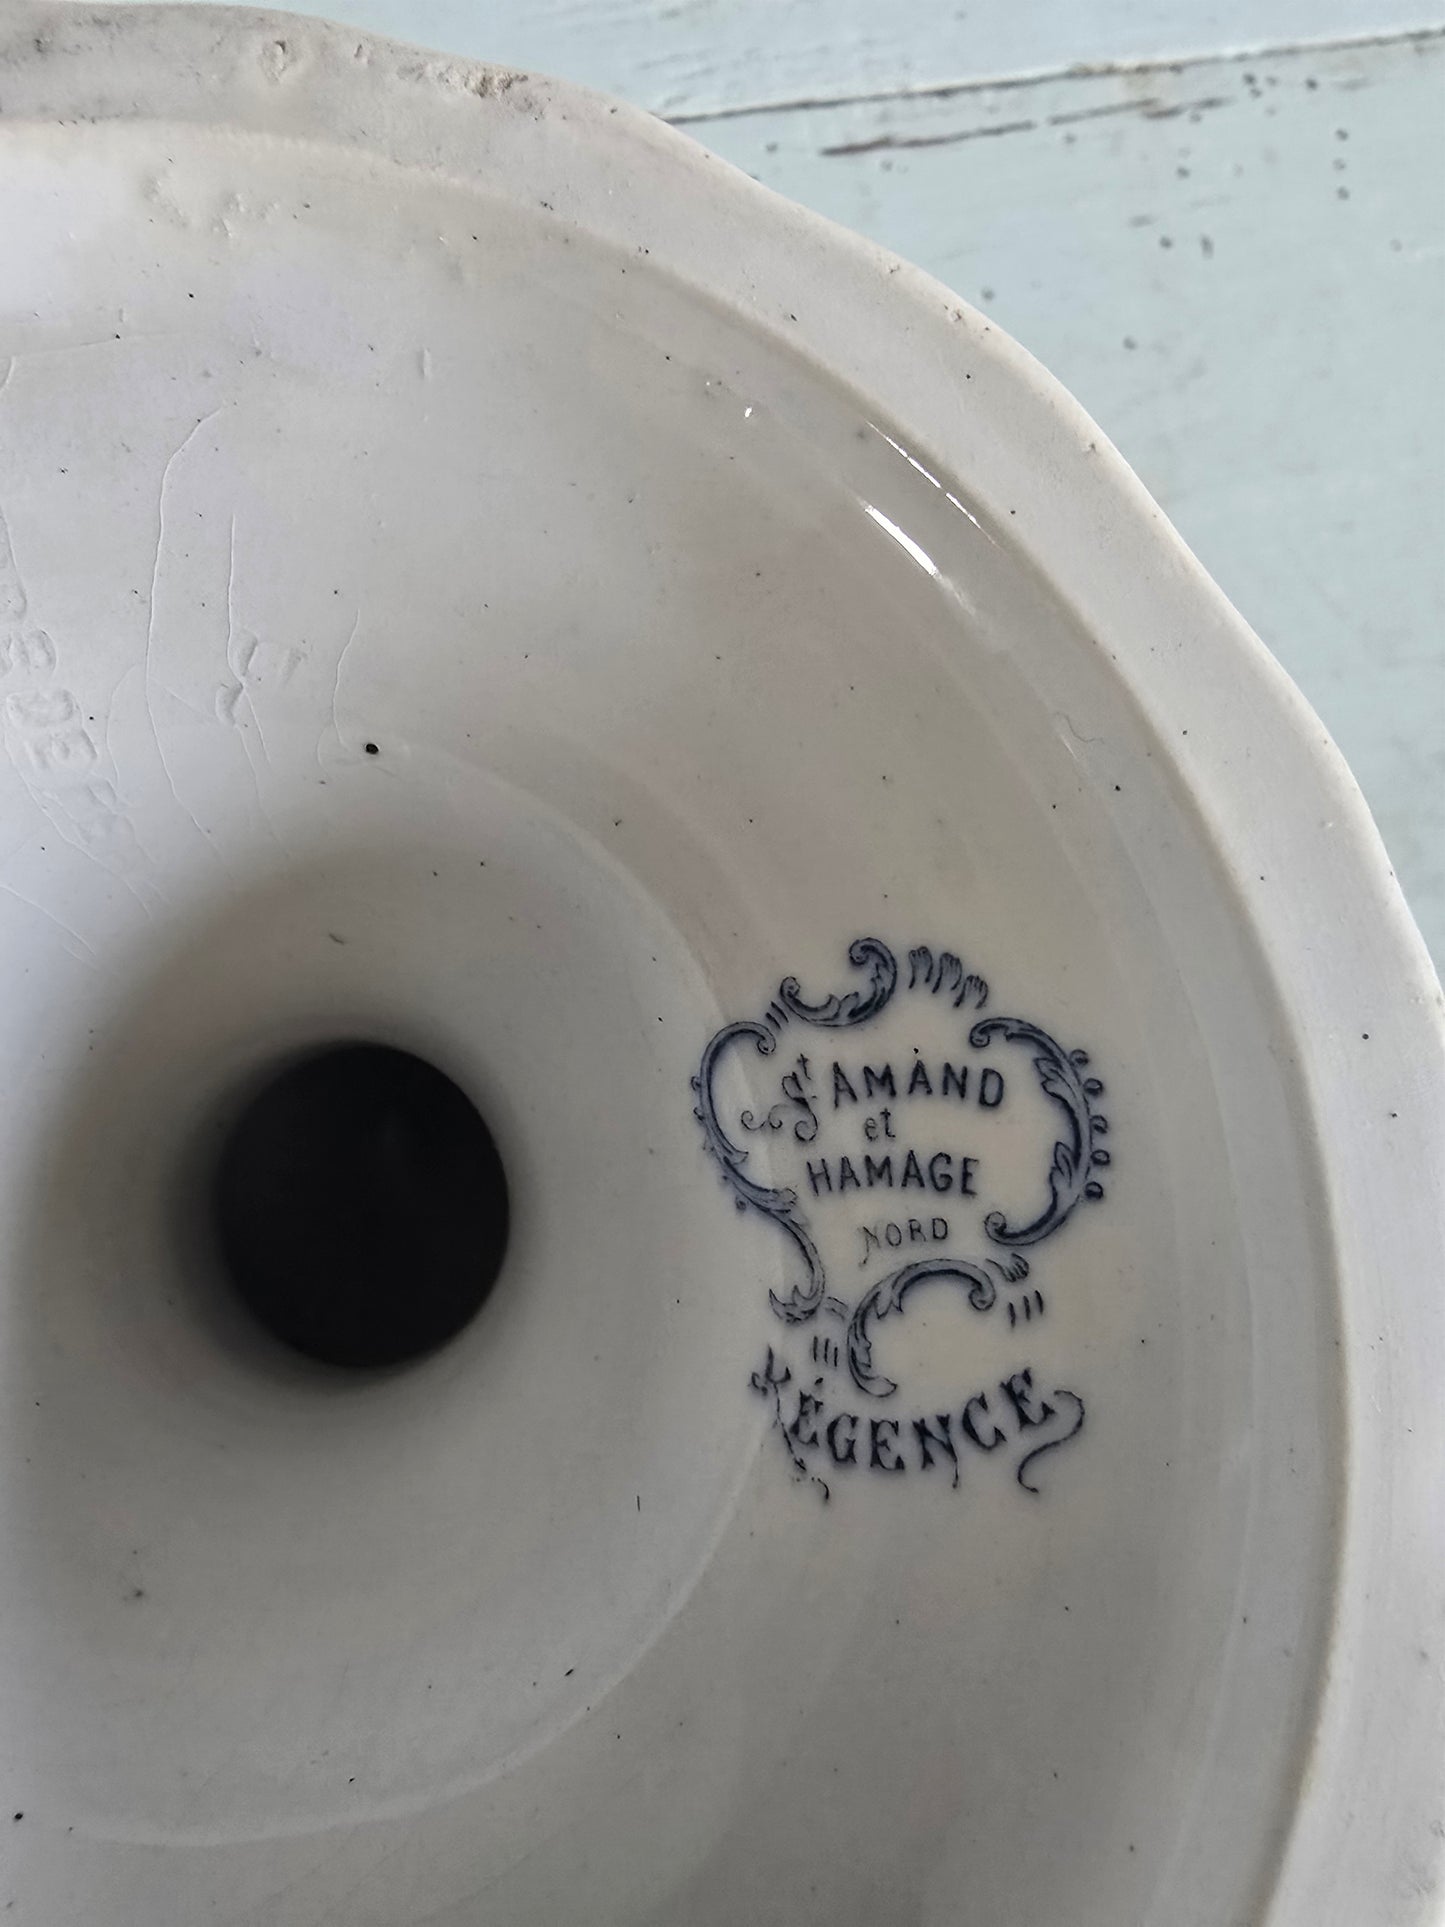 St AMAND
et
HAMAGE
NORD
RÉGENCE